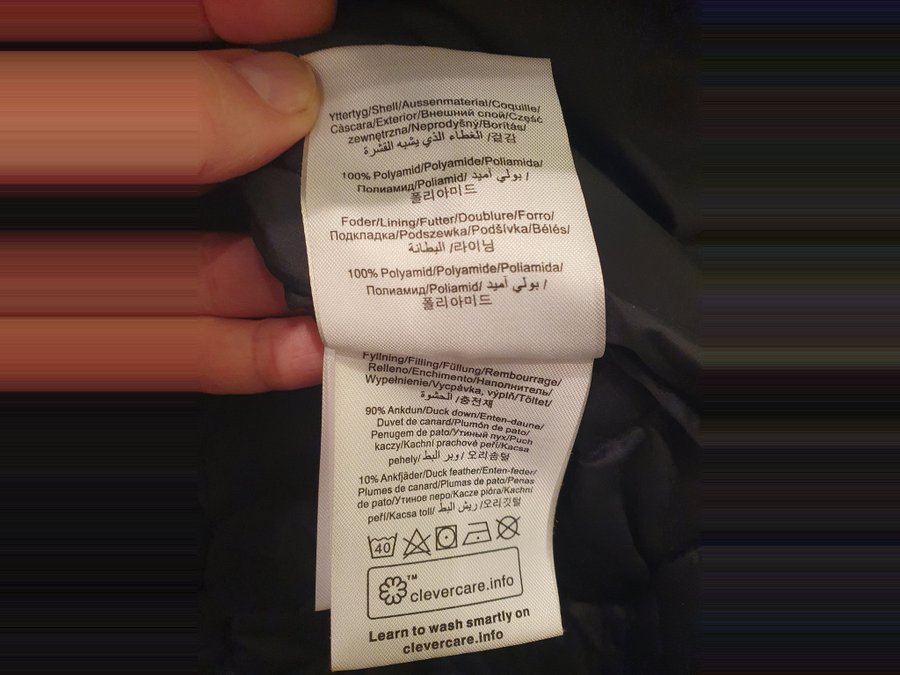 Yttertyg/Shell/Aussenmaterial/Coquille/
Càscara/Exterior/Внешний слой/Część
zewnętrzna/Neprodyšný/Borítás/
الغطاء الذي يشبه القشرة /겉감
100% Polyamid/Polyamide/Poliamida/
Полиамид/Poliamid/ بولي أميد /
폴리아미드
Foder/Lining/Futter/Doublure/Forro/
Подкладка/Podszewka/Podšívka/Bélés/
البطانة /라이닝
100% Polyamid/Polyamide/Poliamida/
Полиамид/Poliamid/ بولي أميد /
폴리아미드
Fyllning/Filling/Füllung/Rembourrage/
Relleno/Enchimento/Наполнитель/
Wypełnienie/Vycpávka, výplň/Töltet/
الحشوة /충전재
90% Ankdun/Duck down/Enten-daune/
Duvet de canard/Plumón de pato/
Penugem de pato/Утиный пух/Puch
kaczy/Kachní prachové peří/Kacsa
pehely/ وبر البط / 오리솜털
10% Ankfjäder/Duck feather/Enten-feder/
Plumes de canard/Plumas de pato/Penas
de pato/Утиное перо/Kacze pióra/Kachní
peří/Kacsa toll/ ريش البط /오리깃털
40
™
clevercare.info
Learn to wash smartly on
clevercare.info